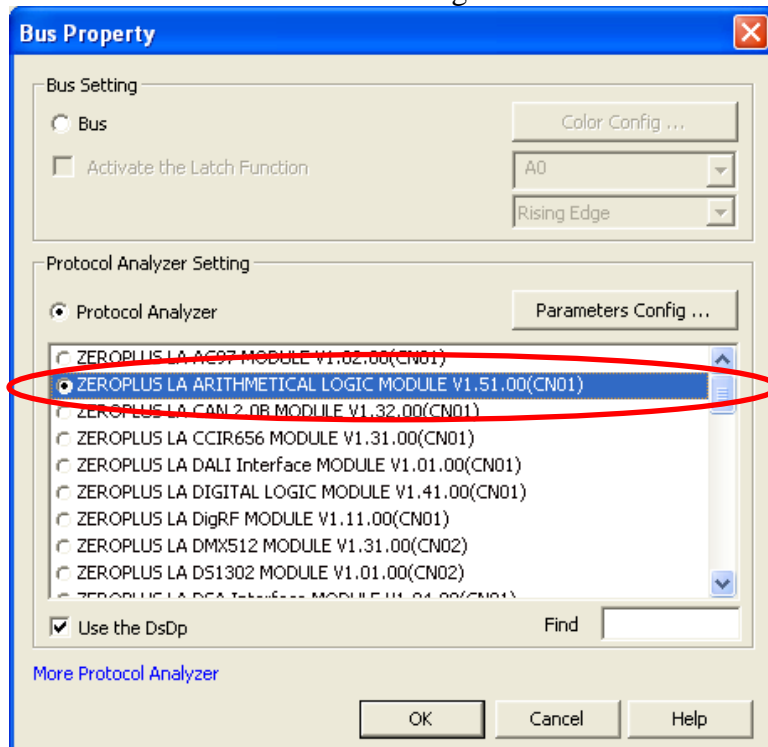 Bus Property
Bus Setting
Bus
Color Config ...
Activate the Latch Function
A0
Rising Edge
Protocol Analyzer Setting
Protocol Analyzer
Parameters Config ...
ZEROPLUS LA AC97 MODULE V1.02.00(CN01)
ZEROPLUS LA ARITHMETICAL LOGIC MODULE V1.51.00(CN01)
ZEROPLUS LA CAN 2.0B MODULE V1.32.00(CN01)
ZEROPLUS LA CCIR656 MODULE V1.31.00(CN01)
ZEROPLUS LA DALI Interface MODULE V1.01.00(CN01)
ZEROPLUS LA DIGITAL LOGIC MODULE V1.41.00(CN01)
ZEROPLUS LA DigRF MODULE V1.11.00(CN01)
ZEROPLUS LA DMX512 MODULE V1.31.00(CN02)
ZEROPLUS LA DS1302 MODULE V1.01.00(CN02)
ZEROPLUS LA DSA Interface MODULE
Use the DsDp
Find
More Protocol Analyzer
OK
Cancel
Help